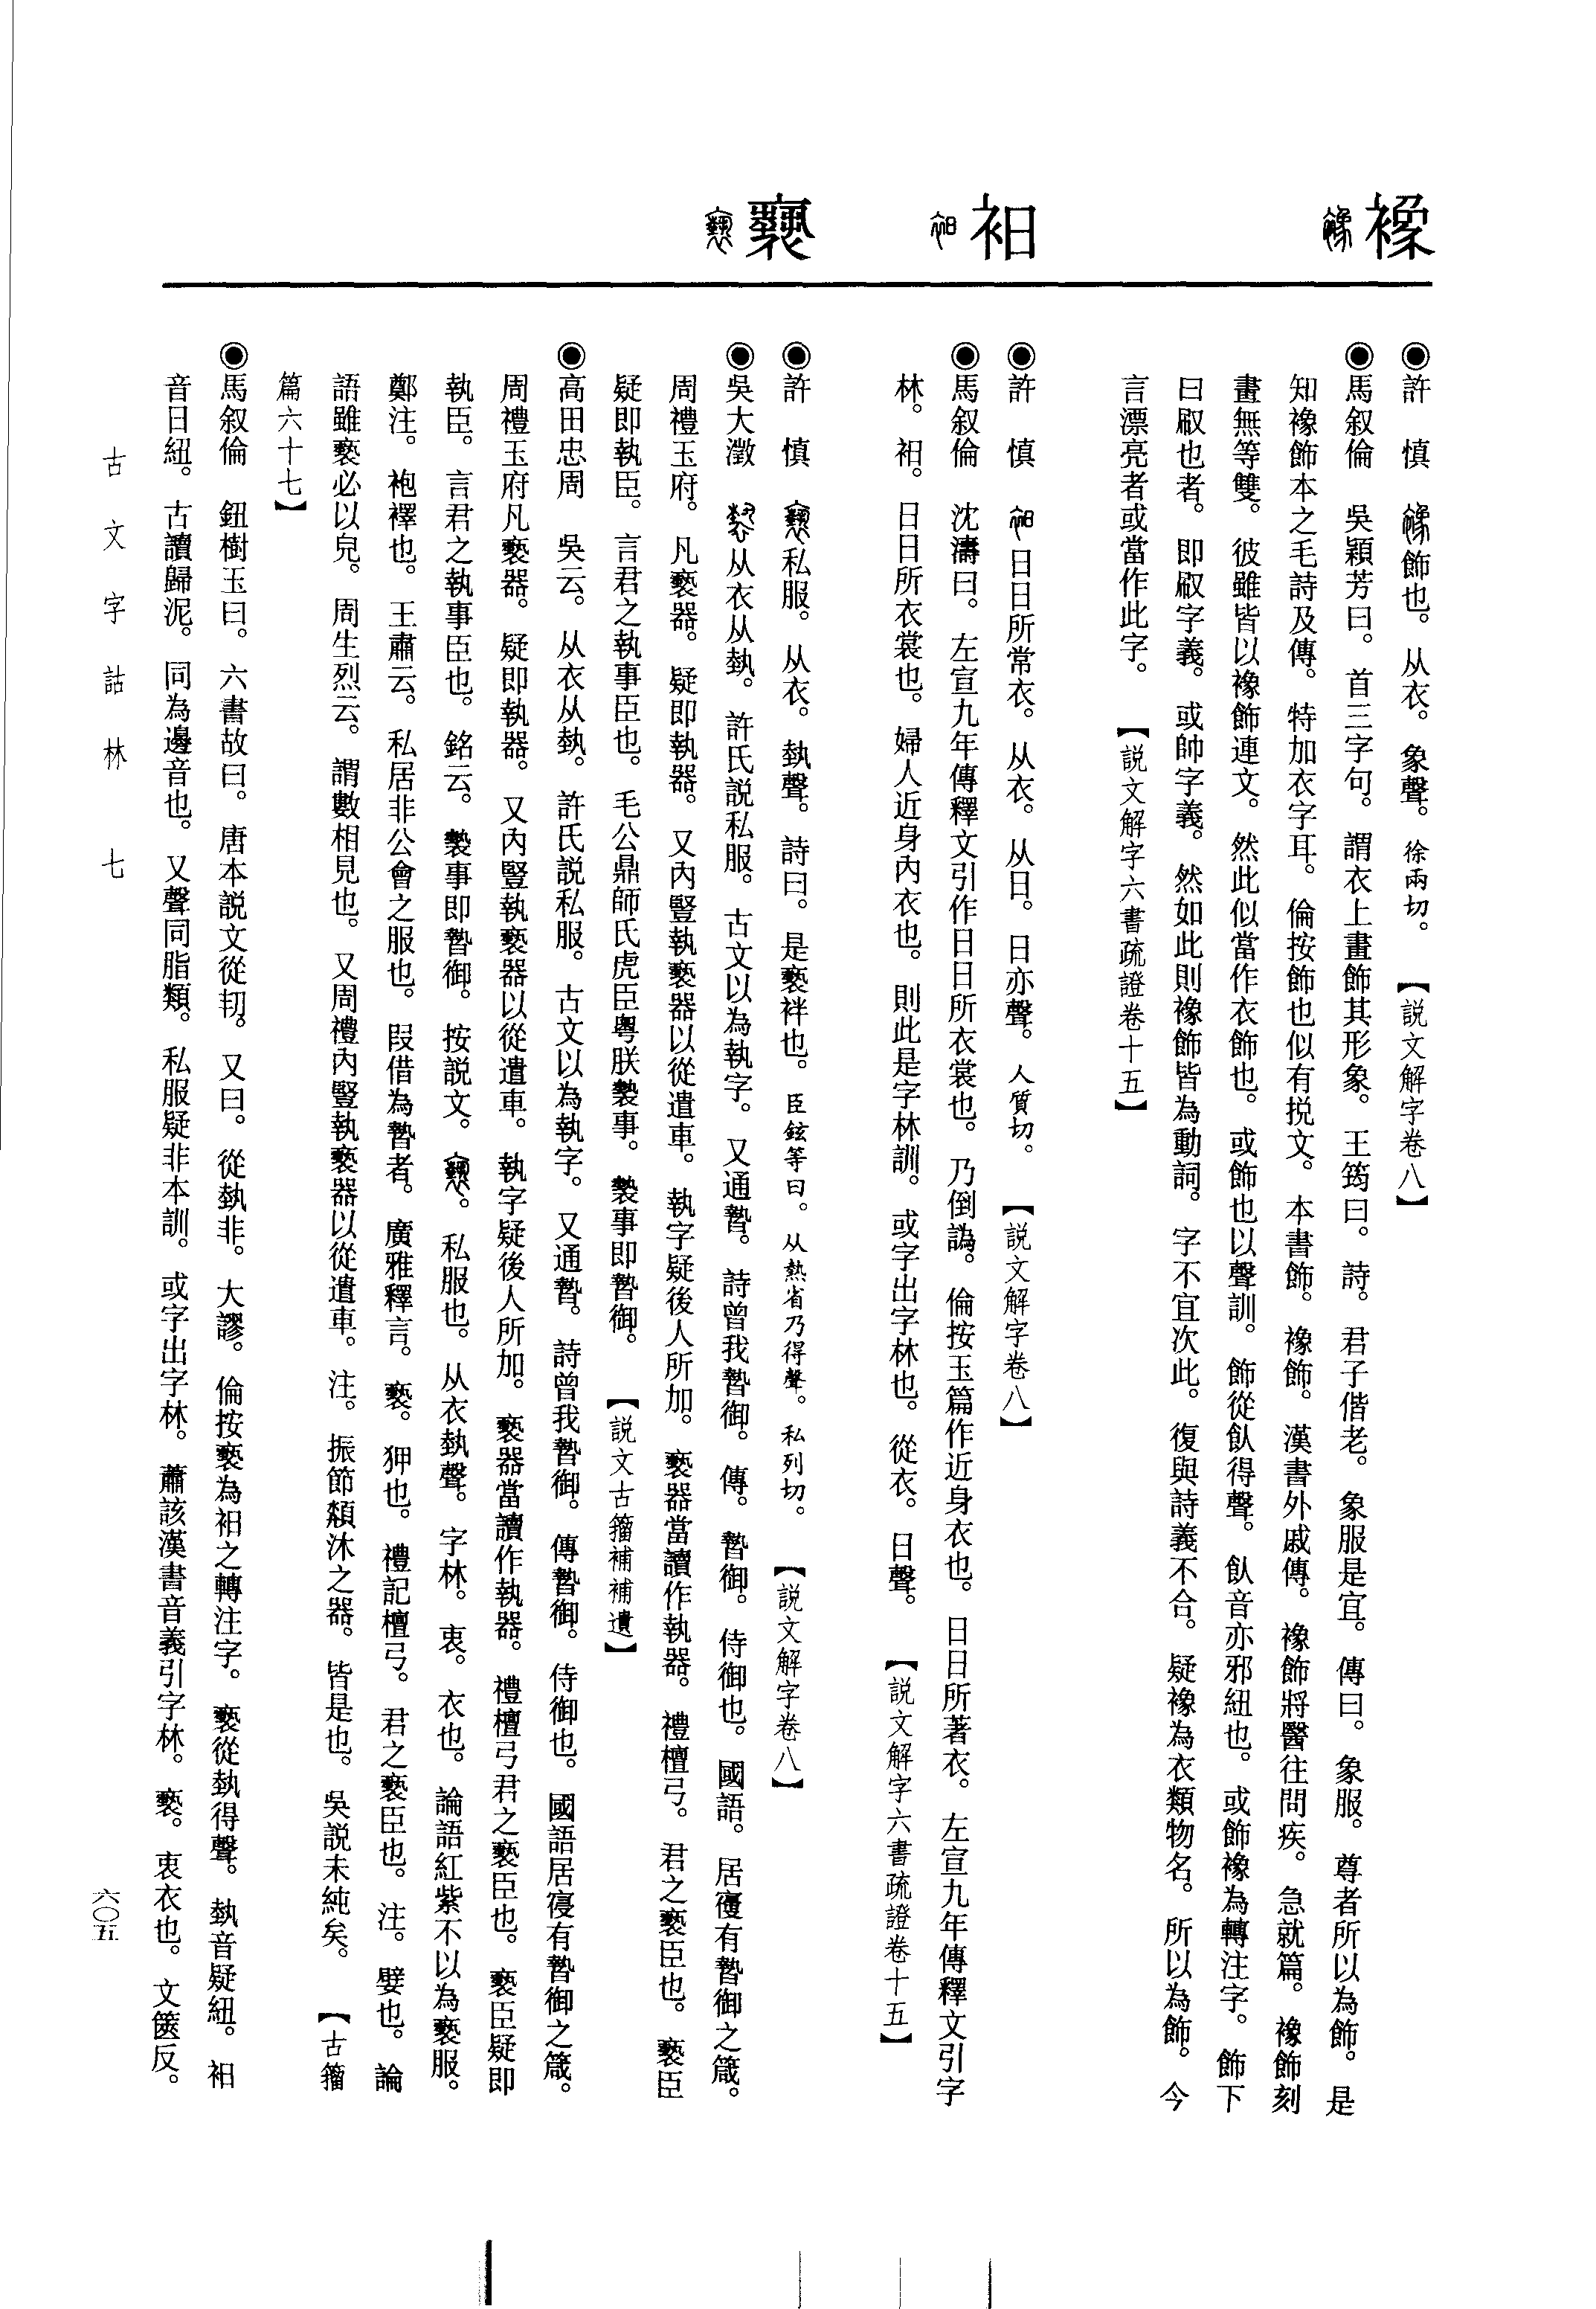 襐
◉許 慎 飾也。从衣。象聲。徐兩切。【說文解字卷八】
◉馬叙倫 吳穎芳曰。首三字句。謂衣上畫飾其形象。王筠曰。詩。君子偕老。象服是宜。傳曰。象服。尊者所以為飾。是
知襐飾本之毛詩及傳。特加衣字耳。倫按飾也似有挩文。本書飾。襐飾。漢書外戚傳。襐飾將醫往問疾。急就篇。襐飾刻
畫無等雙。彼雖皆以襐飾連文。然此似當作衣飾也。或飾也以聲訓。飾從飤得聲。飤音亦邪紐也。或飾襐為轉注字。飾下
曰㕞也者。即㕞字義。或帥字義。然如此則襐飾皆為動詞。字不宜次此。復與詩義不合。疑襐為衣類物名。所以為飾。今
言漂亮者或當作此字。【說文解字六書疏證卷十五】
衵
◉許 慎 日日所常衣。从衣。从日。日亦聲。人質切。【說文解字卷八】
◉馬叙倫 沈濤曰。左宣九年傳釋文引作日日所衣裳也。乃倒譌。倫按玉篇作近身衣也。日日所著衣。左宣九年傳釋文引字
林。衵。日日所衣裳也。婦人近身內衣也。則此是字林訓。或字出字林也。從衣。日聲。【說文解字六書疏證卷十五】
褻
◉許 慎 私服。从衣。埶聲。詩曰。是褻袢也。臣鉉等曰。从熱省乃得聲。私列切。【說文解字卷八】
◉吳大澂 从衣从埶。許氏説私服。古文以為執字。又通暬。詩曾我暬御。傳。暬御。侍御也。國語。居寑有暬御之箴。
周禮玉府。凡褻器。疑即執器。又內豎執褻器以從遣車。執字疑後人所加。褻器當讀作執器。禮檀弓。君之褻臣也。褻臣
疑即執臣。言君之執事臣也。毛公鼎師氏虎臣粵朕褻事。褻事即暬御。【說文古籀補補遺】
◉高田忠周 吳云。从衣从埶。許氏説私服。古文以為執字。又通暬。詩曾我暬御。傳暬御。侍御也。國語居寑有暬御之箴。
周禮玉府凡褻器。疑即執器。又內豎執褻器以從遣車。執字疑後人所加。褻器當讀作執器。禮檀弓君之褻臣也。褻臣疑即
執臣。言君之執事臣也。銘云。褻事即暬御。按説文。私服也。从衣埶聲。字林。衷。衣也。論語紅紫不以為褻服。
鄭注。袍襗也。王肅云。私居非公會之服也。叚借為暬者。廣雅釋言。褻。狎也。禮記檀弓。君之褻臣也。注。嬖也。論
語雖褻必以皃。周生烈云。謂數相見也。又周禮內豎執褻器以從遣車。注。振節頮沐之器。皆是也。吳説未純矣。【古籀
篇六十七】
◉馬叙倫 鈕樹玉曰。六書故曰。唐本説文從㓞。又曰。從埶非。大謬。倫按褻為衵之轉注字。褻從埶得聲。埶音疑紐。衵
音日紐。古讀歸泥。同為邊音也。又聲同脂類。私服疑非本訓。或字出字林。蕭該漢書音義引字林。褻。衷衣也。文篋反。
古文字詁林 七
六〇五